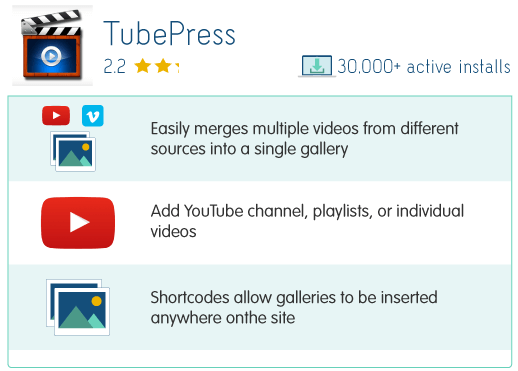 TubePress
2.2 30,000+ active installs
Easily merges multiple videos from different
sources into a single gallery
Add YouTube channel, playlists, or individual
videos
Shortcodes allow galleries to be inserted
anywhere onthe site